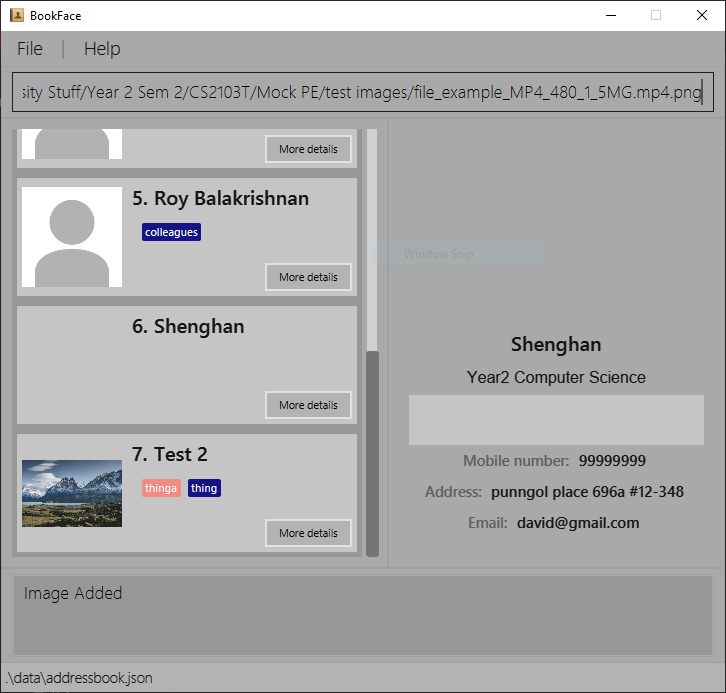 BookFace
File | Help
sity Stuff/Year 2 Sem 2/CS2103T/Mock PE/test images/file_example_MP4_480_1_5MG.mp4.png
More details
5. Roy Balakrishnan
colleagues
More details
6. Shenghan
More details
7. Test 2
thinga thing
More details
Window Snip
Shenghan
Year2 Computer Science
Mobile number: 99999999
Address: punngol place 696a #12-348
Email: david@gmail.com
Image Added
.\data\addressbook.json